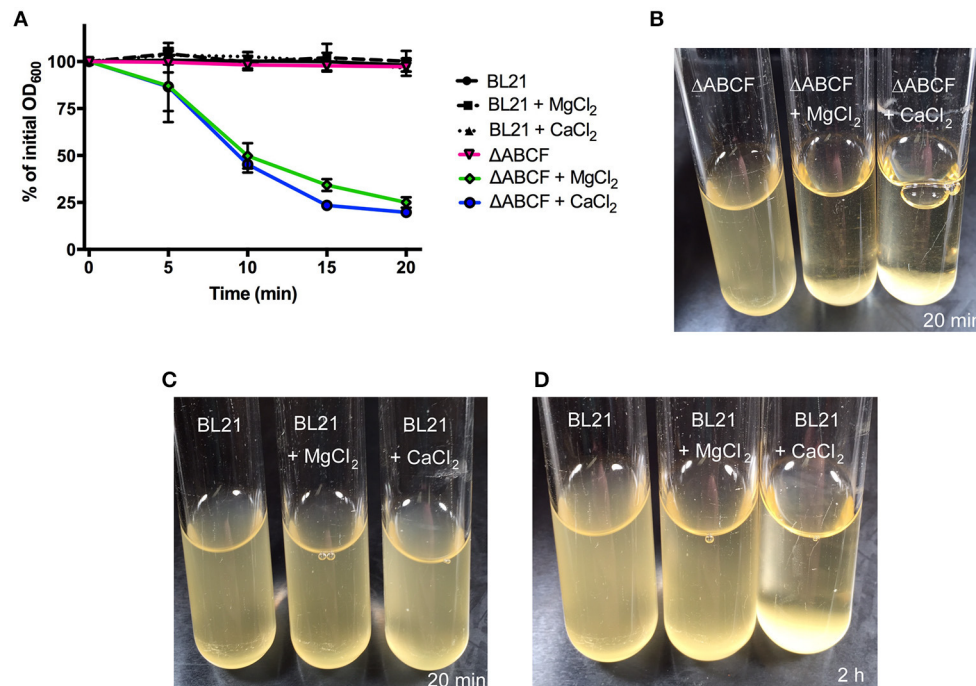 A
% of initial OD600
100
75
50
25
0
0 5 10 15 20
Time (min)
BL21
BL21 + MgCl2
BL21 + CaCl2
ΔABCF
ΔABCF + MgCl2
ΔABCF + CaCl2
B
ΔABCF
ΔABCF
+ MgCl2
ΔABCF
+ CaCl2
20 min
C
BL21
BL21
+ MgCl2
BL21
+ CaCl2
20 min
D
BL21
BL21
+ MgCl2
BL21
+ CaCl2
2 h